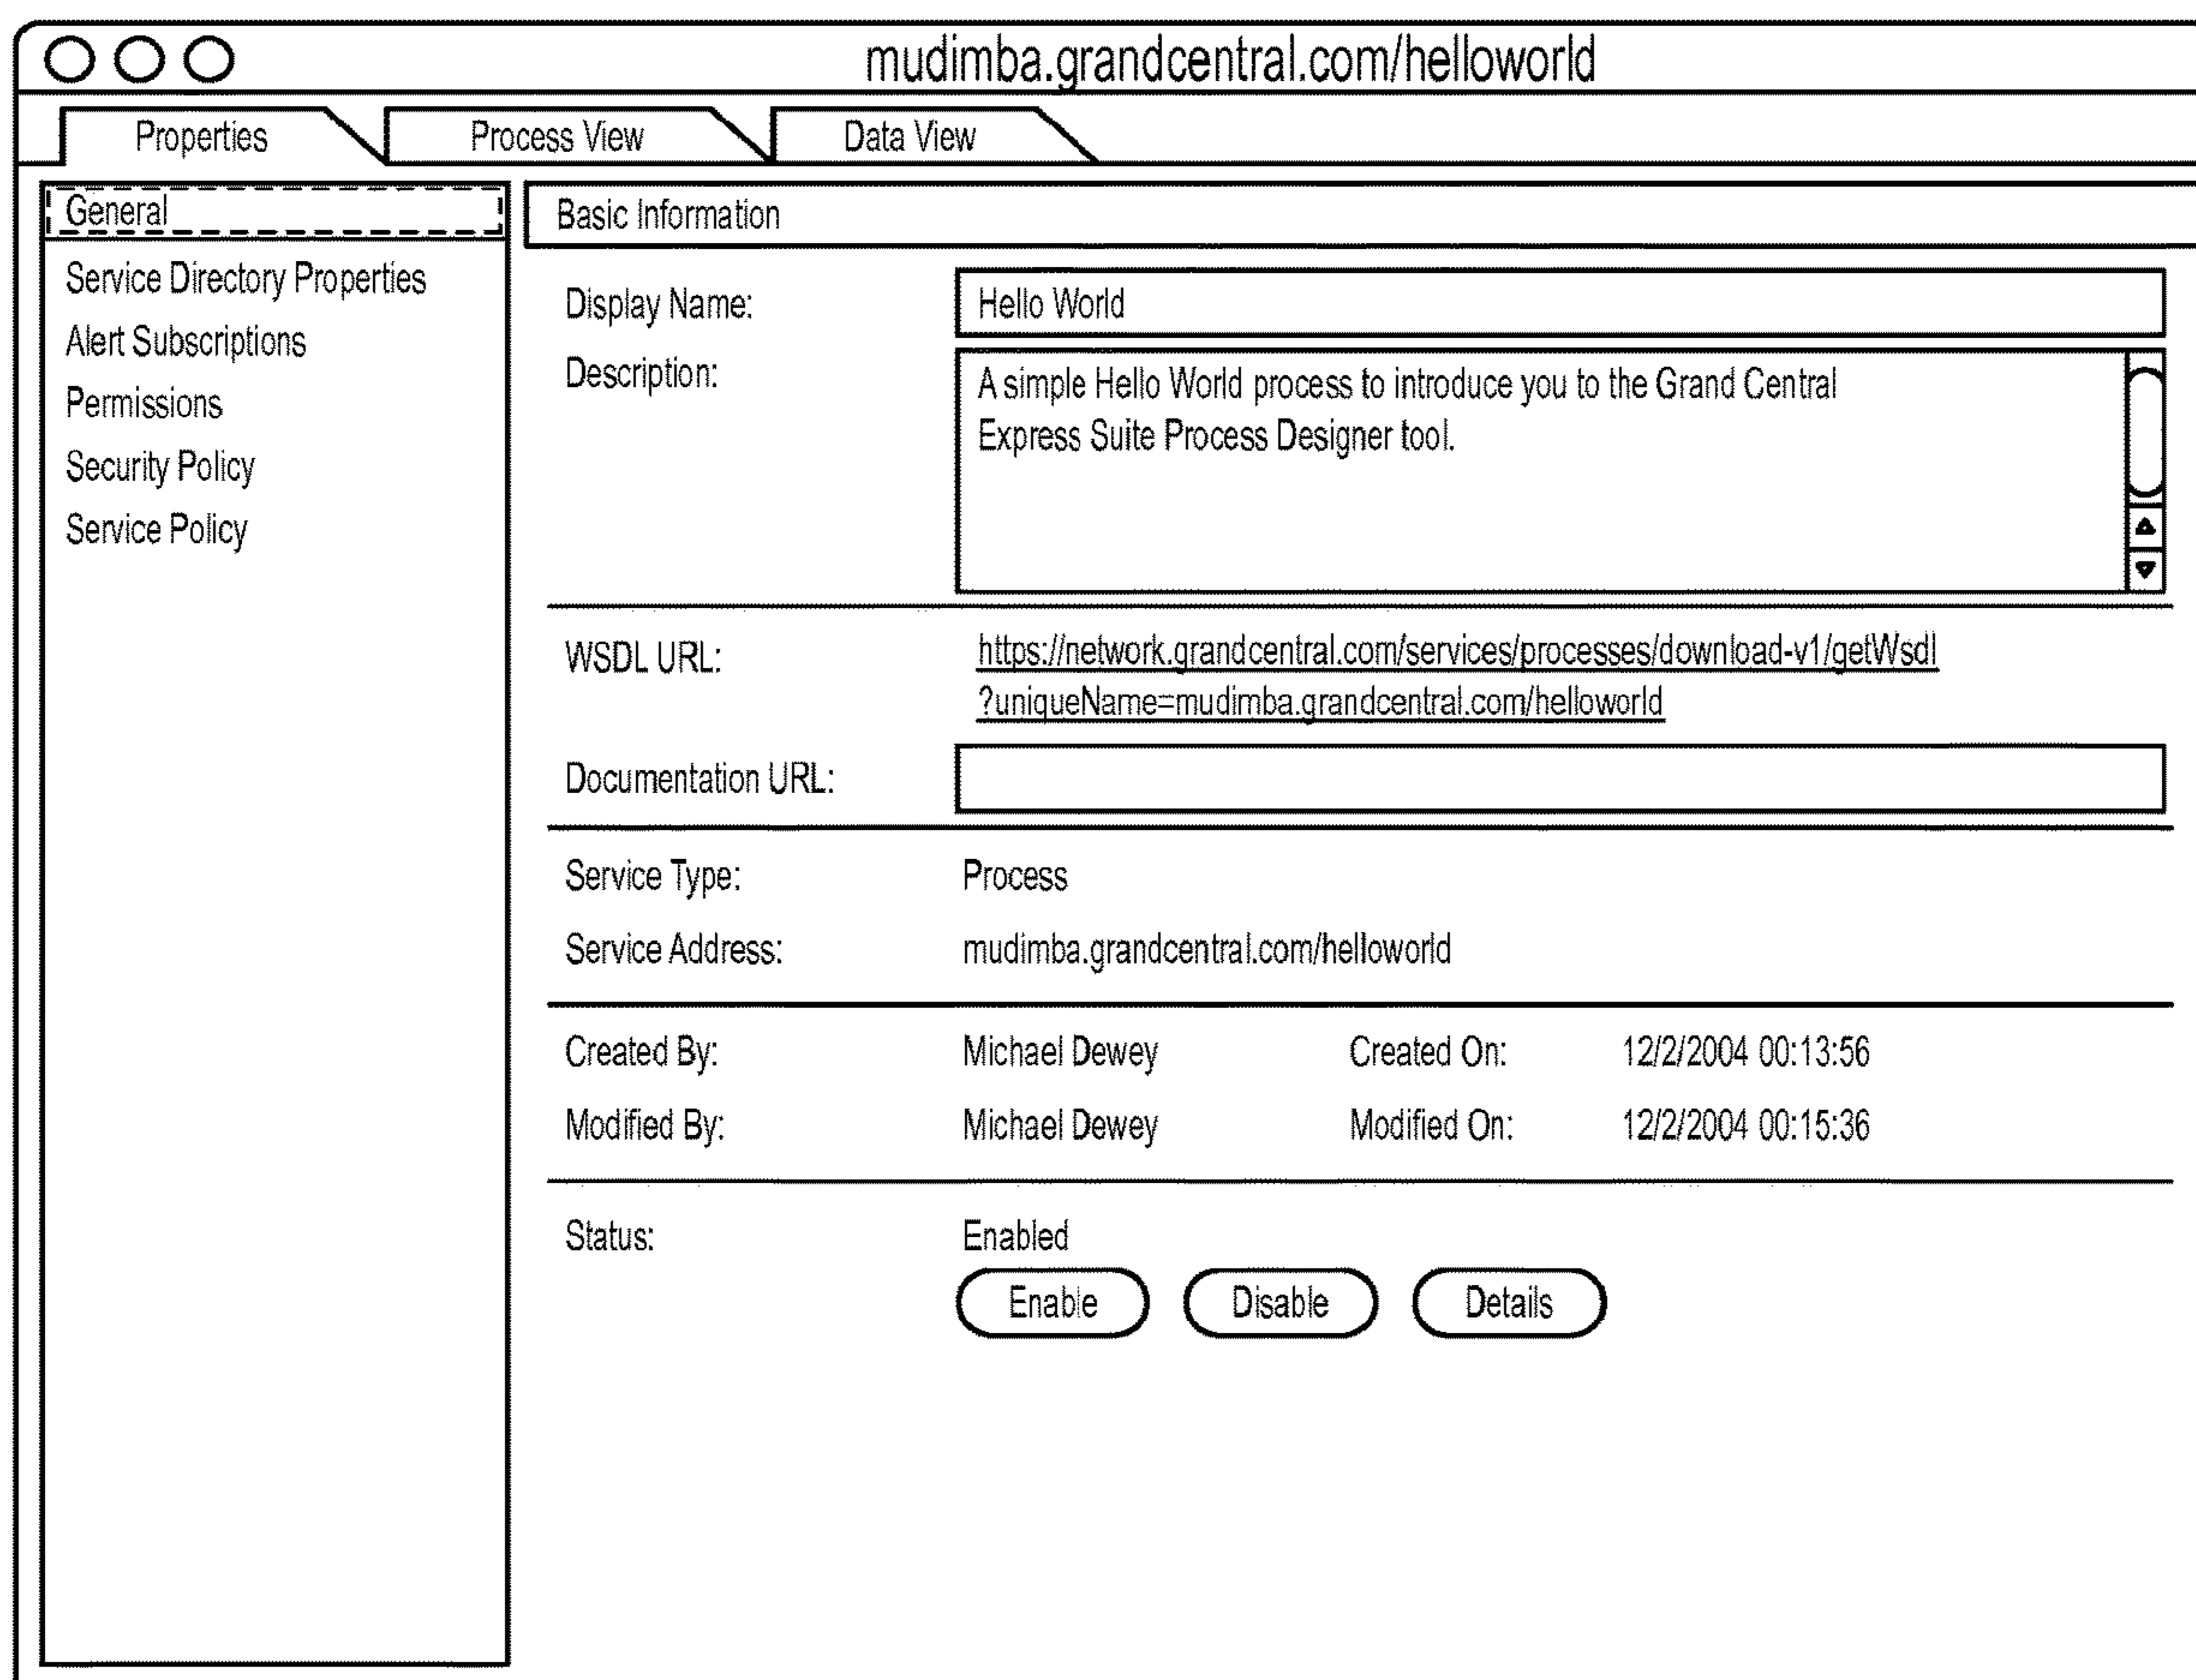 mudimba.grandcentral.com/helloworld
Properties
Process View
Data View
General
Service Directory Properties
Alert Subscriptions
Permissions
Security Policy
Service Policy
Basic Information
Display Name:
Hello World
Description:
A simple Hello World process to introduce you to the Grand Central
Express Suite Process Designer tool.
WSDL URL:
https://network.grandcentral.com/services/processes/download-v1/getWsdl
?uniqueName=mudimba.grandcentral.com/helloworld
Documentation URL:
Service Type:
Process
Service Address:
mudimba.grandcentral.com/helloworld
Created By:
Michael Dewey
Created On:
12/2/2004 00:13:56
Modified By:
Michael Dewey
Modified On:
12/2/2004 00:15:36
Status:
Enabled
Enable
Disable
Details